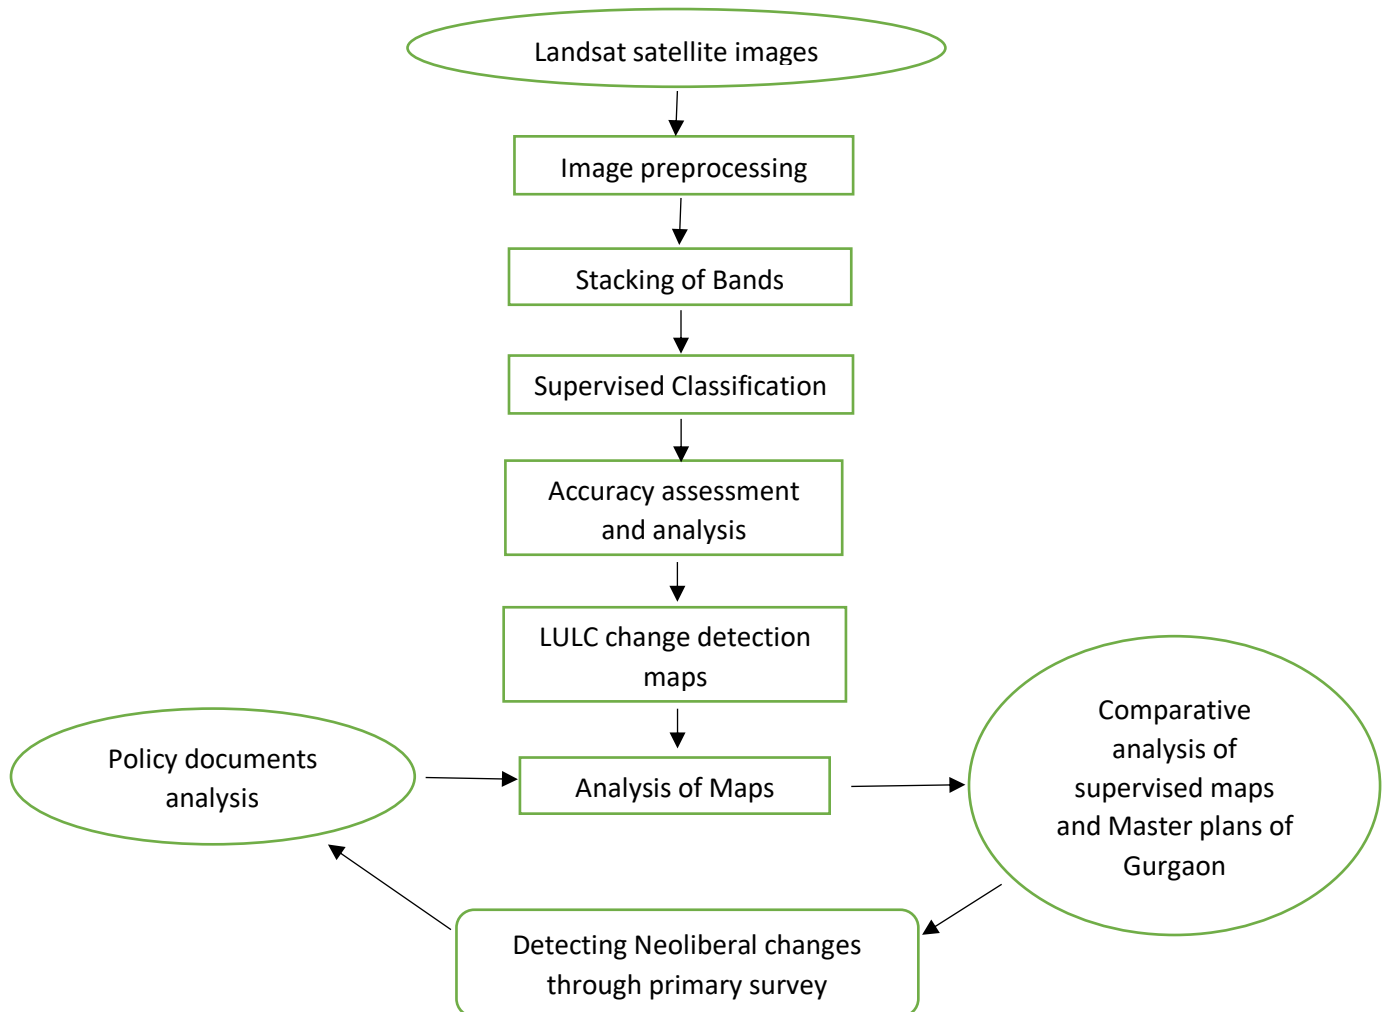 Landsat satellite images
Image preprocessing
Stacking of Bands
Supervised Classification
Accuracy assessment
and analysis
LULC change detection
maps
Policy documents
analysis
Analysis of Maps
Comparative
analysis of
supervised maps
and Master plans of
Gurgaon
Detecting Neoliberal changes
through primary survey